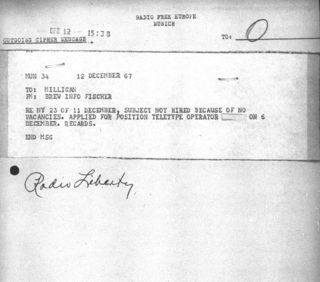 RADIO FREE EUROPE
MUNICH
DEC 12 15:38
OUTGOING CIPHER MESSAGE
TO: O
MUN 34 12 DECEMBER 67
TO: MILLIGAN
FM: BREW INFO FISCHER
RE NY 23 OF 11 DECEMBER, SUBJECT NOT HIRED BECAUSE OF NO
VACANCIES. APPLIED FOR POSITION TELETYPE OPERATOR ON 6
DECEMBER. RECORDS.
END MSG
Radio Liberty